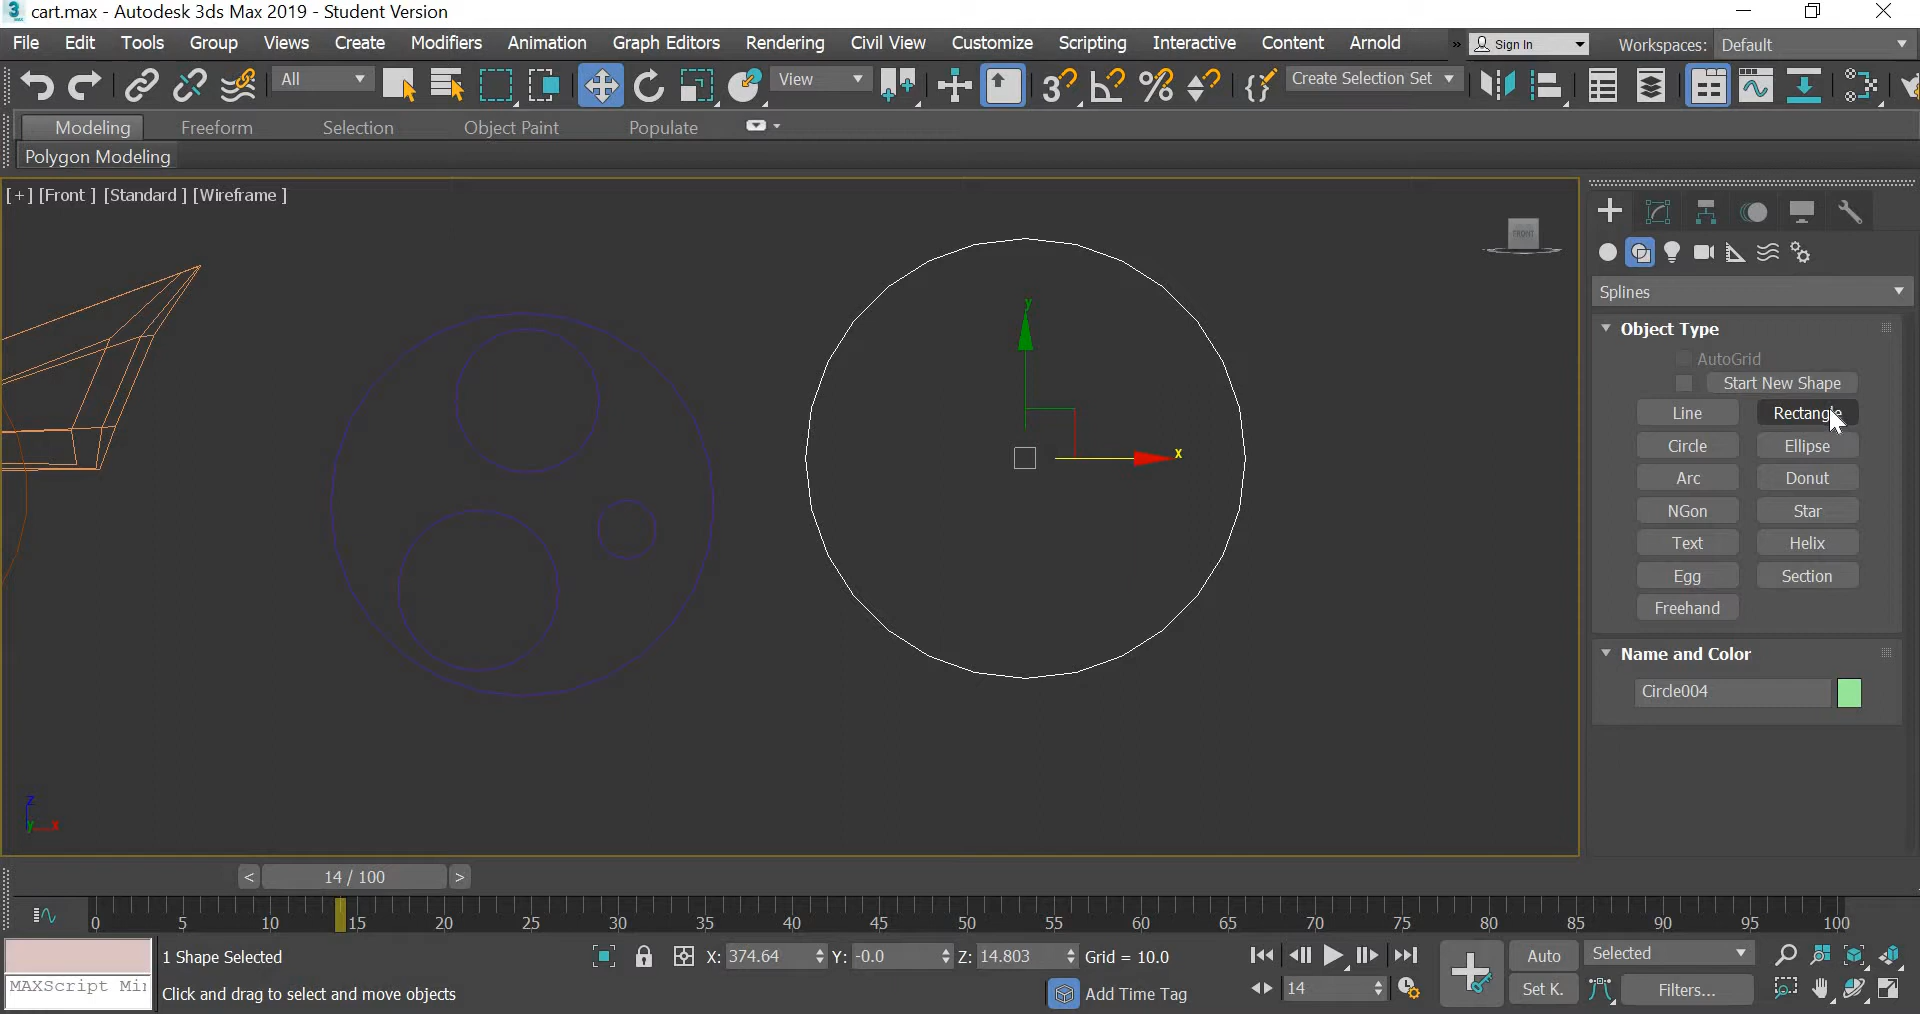 cart.max - Autodesk 3ds Max 2019 - Student Version
File Edit Tools Group Views Create Modifiers Animation Graph Editors Rendering Civil View Customize Scripting Interactive Content Arnold » Sign In Workspaces: Default
All View Create Selection Set
Modeling Freeform Selection Object Paint Populate
Polygon Modeling
[+] [Front ] [Standard ] [Wireframe ]
FRONT
Splines
Object Type
AutoGrid
Start New Shape
Line Rectangle
Circle Ellipse
Arc Donut
NGon Star
Text Helix
Egg Section
Freehand
Name and Color
Circle004
y
x
z
y x
< 14 / 100 >
0 5 10 15 20 25 30 35 40 45 50 55 60 65 70 75 80 85 90 95 100
1 Shape Selected X: 374.64 Y: -0.0 Z: 14.803 Grid = 10.0 Auto Selected
MAXScript Mi Click and drag to select and move objects Add Time Tag 14 Set K. Filters...